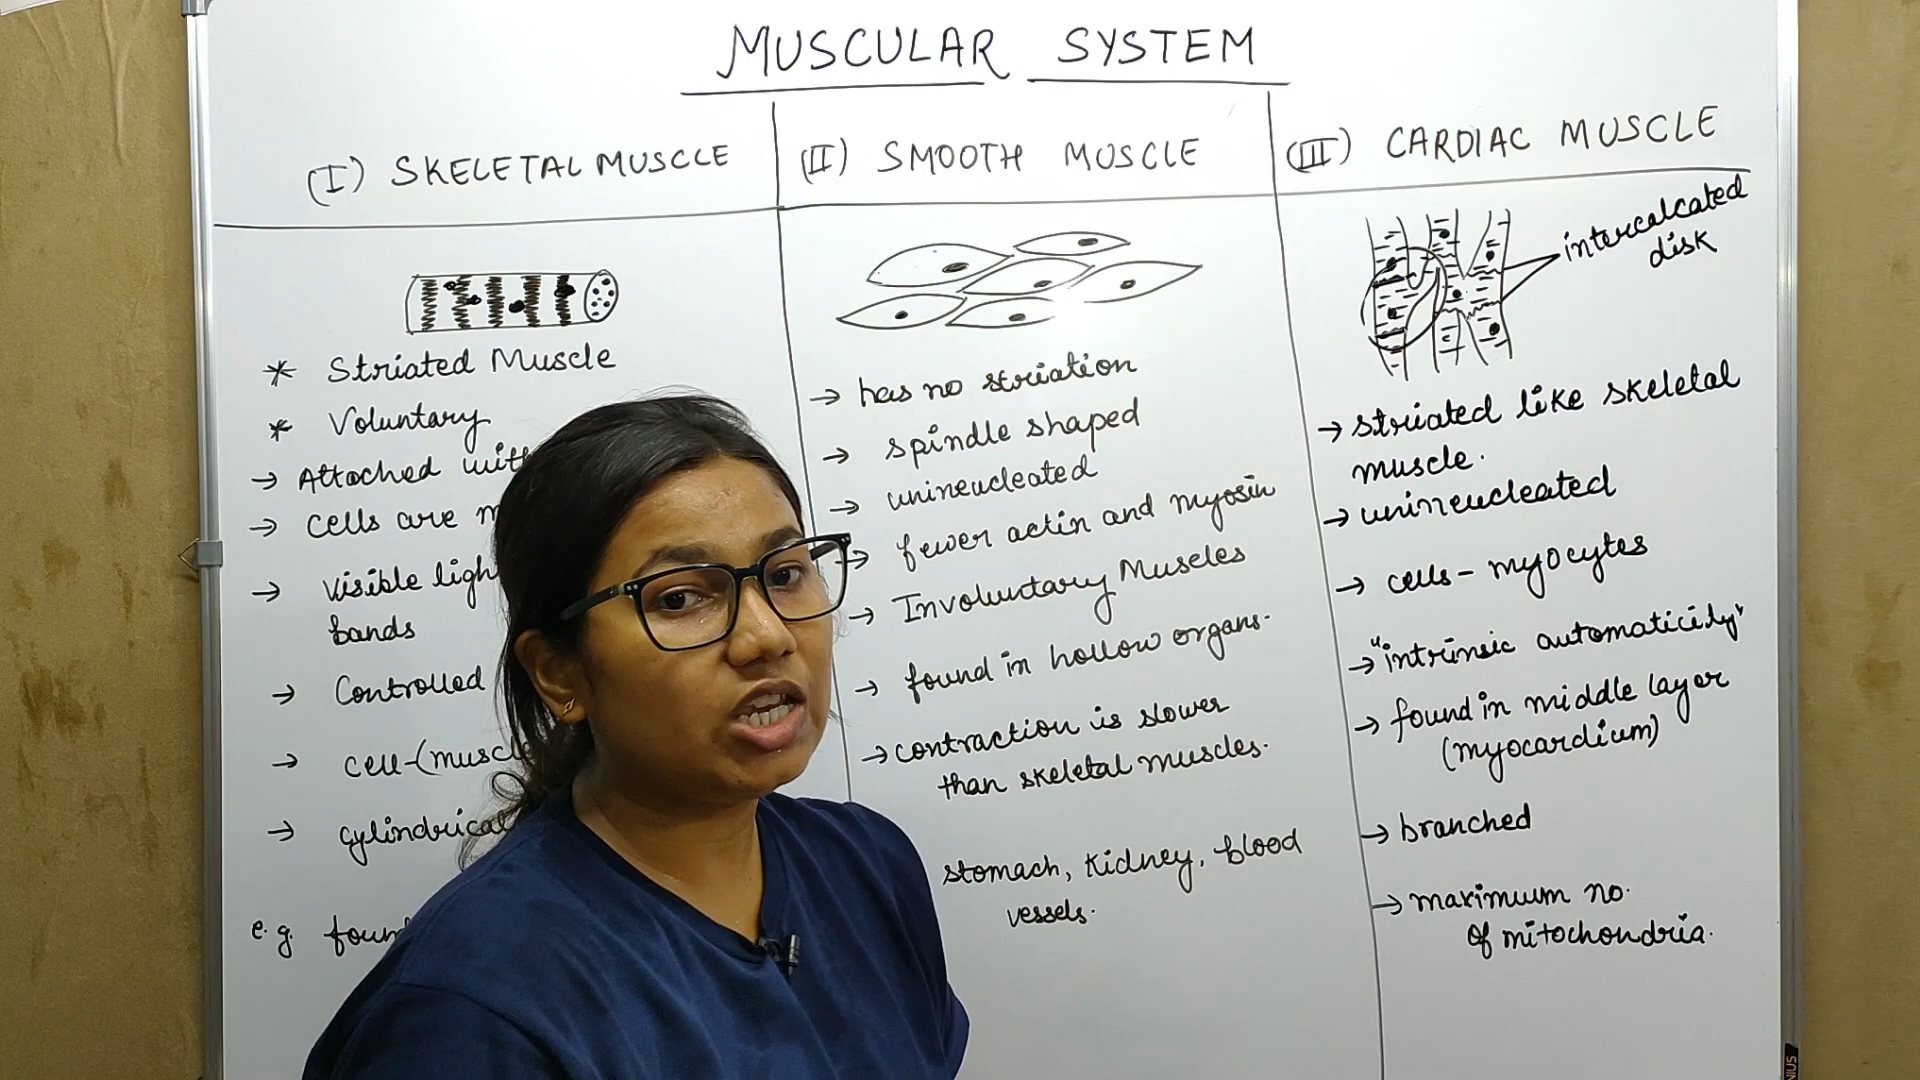 MUSCULAR SYSTEM
(I) SKELETAL MUSCLE
* Striated Muscle
* Voluntary
→ Attached
→ cells are
→ visible
bands
→ Controlled
→ cell-
→ cylindrical
e.g.
(II) SMOOTH MUSCLE
→ has no striation
→ spindle shaped
→ uninucleated
→ fewer actin and myosin
→ Involuntary Muscles
→ found in hollow organs.
→ contraction is slower
than skeletal muscles.
stomach, kidney, blood
vessels.
(III) CARDIAC MUSCLE
intercalcated
disk
→ striated like skeletal
muscle.
→ uninucleated
→ cells - myocytes
→ "intrinsic automaticity"
→ found in middle layer
(myocardium)
→ branched
→ maximum no.
of mitochondria.